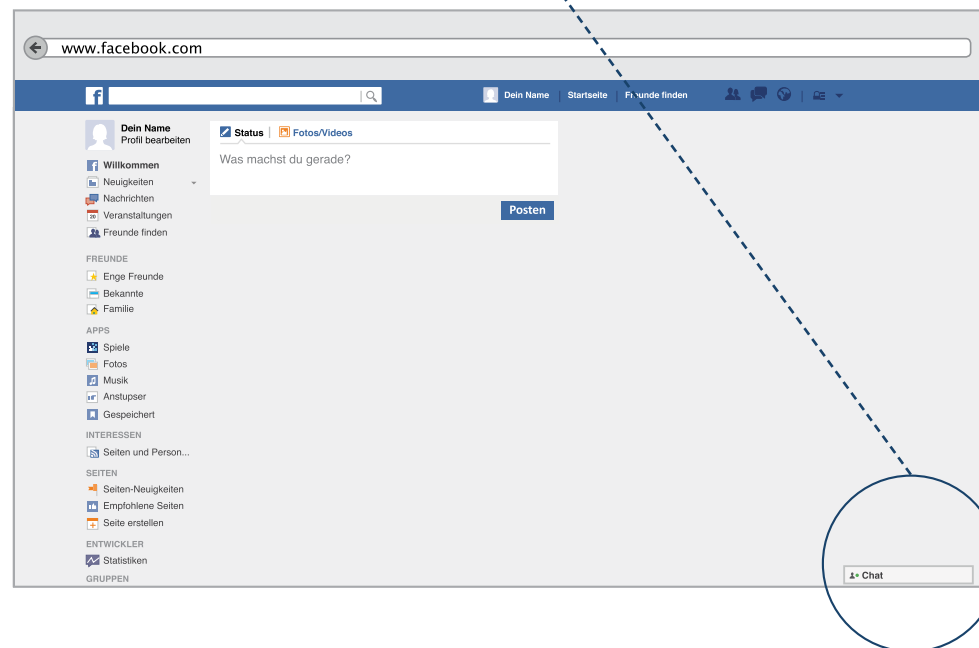 www.facebook.com
f
Dein Name
Startseite
Freunde finden
Dein Name
Profil bearbeiten
Status
Fotos/Videos
Was machst du gerade?
Posten
Willkommen
Neuigkeiten
Nachrichten
Veranstaltungen
Freunde finden
FREUNDE
Enge Freunde
Bekannte
Familie
APPS
Spiele
Fotos
Musik
Anstupser
Gespeichert
INTERESSEN
Seiten und Person...
SEITEN
Seiten-Neuigkeiten
Empfohlene Seiten
Seite erstellen
ENTWICKLER
Statistiken
GRUPPEN
Chat